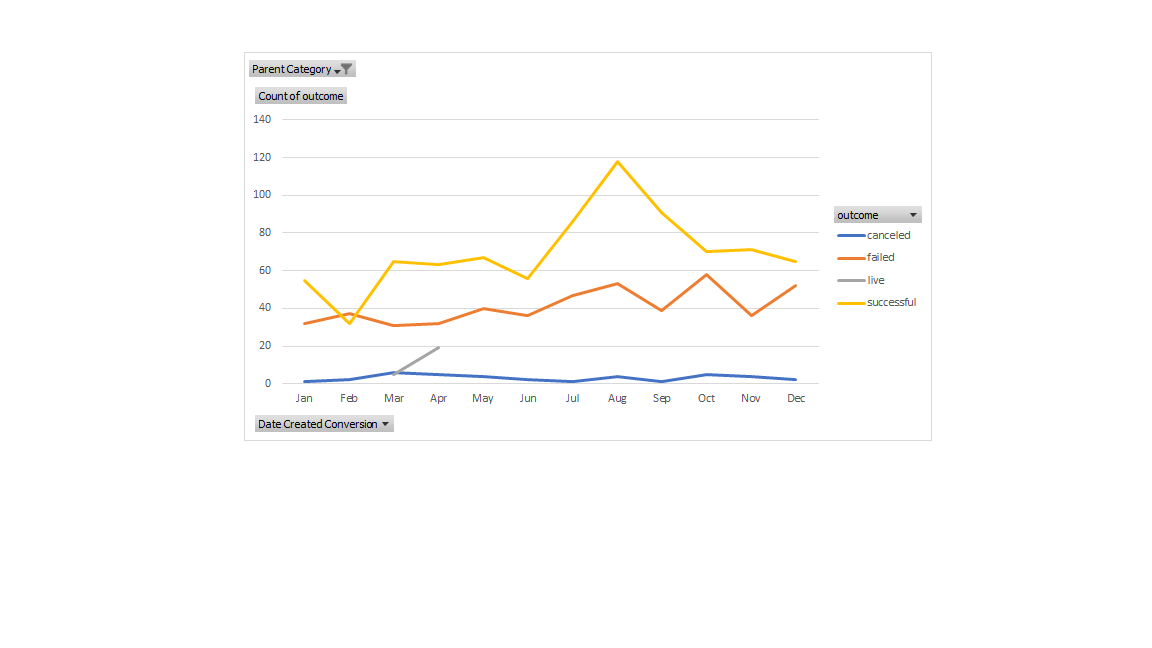 Parent Category
Count of outcome
140
120
100
80
60
40
20
0
Jan Feb Mar Apr May Jun Jul Aug Sep Oct Nov Dec
Date Created Conversion
outcome
canceled
failed
live
successful